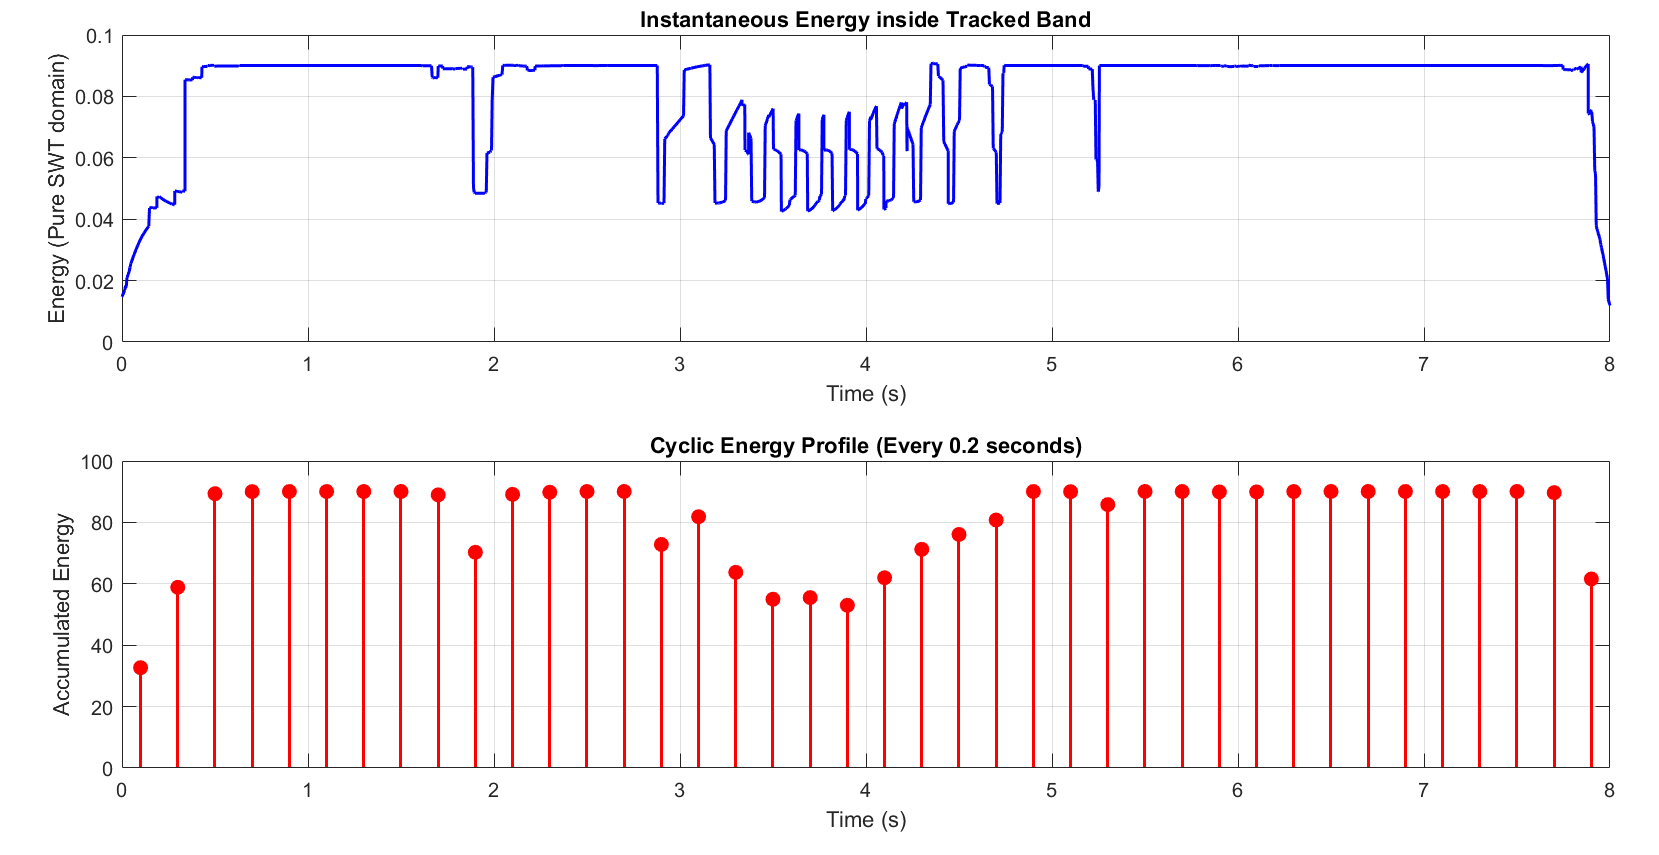 Instantaneous Energy inside Tracked Band
Energy (Pure SWT domain)
0.1
0.08
0.06
0.04
0.02
0
0 1 2 3 4 5 6 7 8
Time (s)
Cyclic Energy Profile (Every 0.2 seconds)
Accumulated Energy
100
80
60
40
20
0
0 1 2 3 4 5 6 7 8
Time (s)